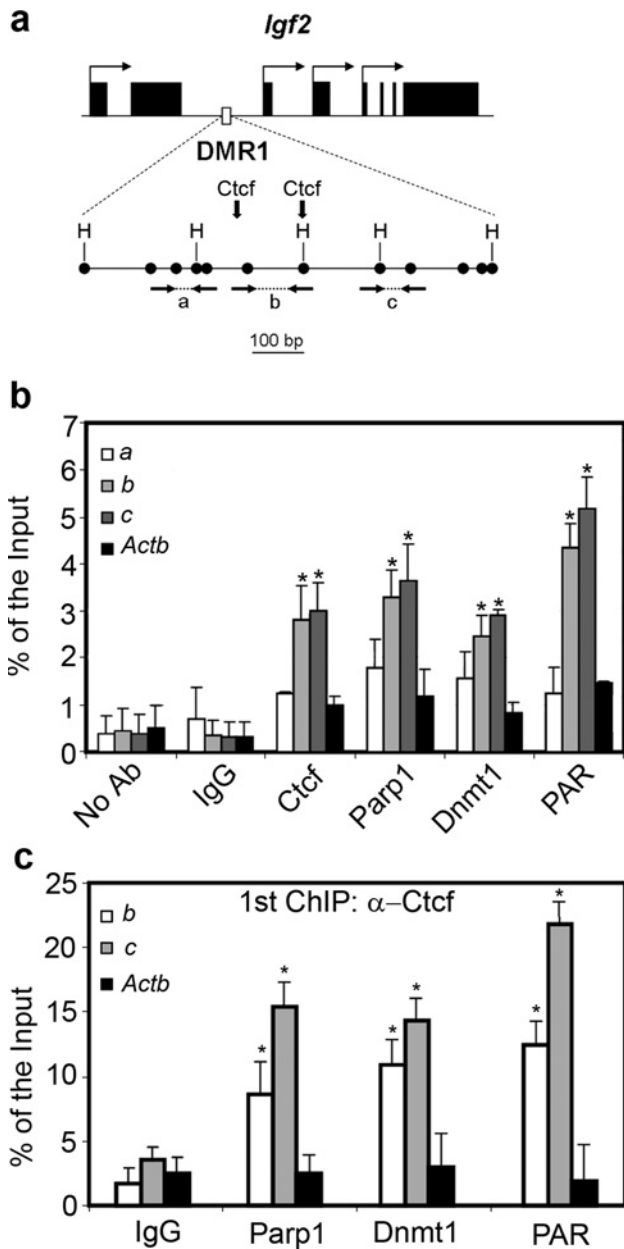 a
Igf2
DMR1
Ctcf Ctcf
H H H H H
a b c
100 bp
b
% of the Input
7
6
5
4
3
2
1
0
a
b
c
Actb
* * * * * * * *
No Ab IgG Ctcf Parp1 Dnmt1 PAR
c
% of the Input
25
20
15
10
5
0
1st ChIP: α–Ctcf
b
c
Actb
* * * * * *
IgG Parp1 Dnmt1 PAR